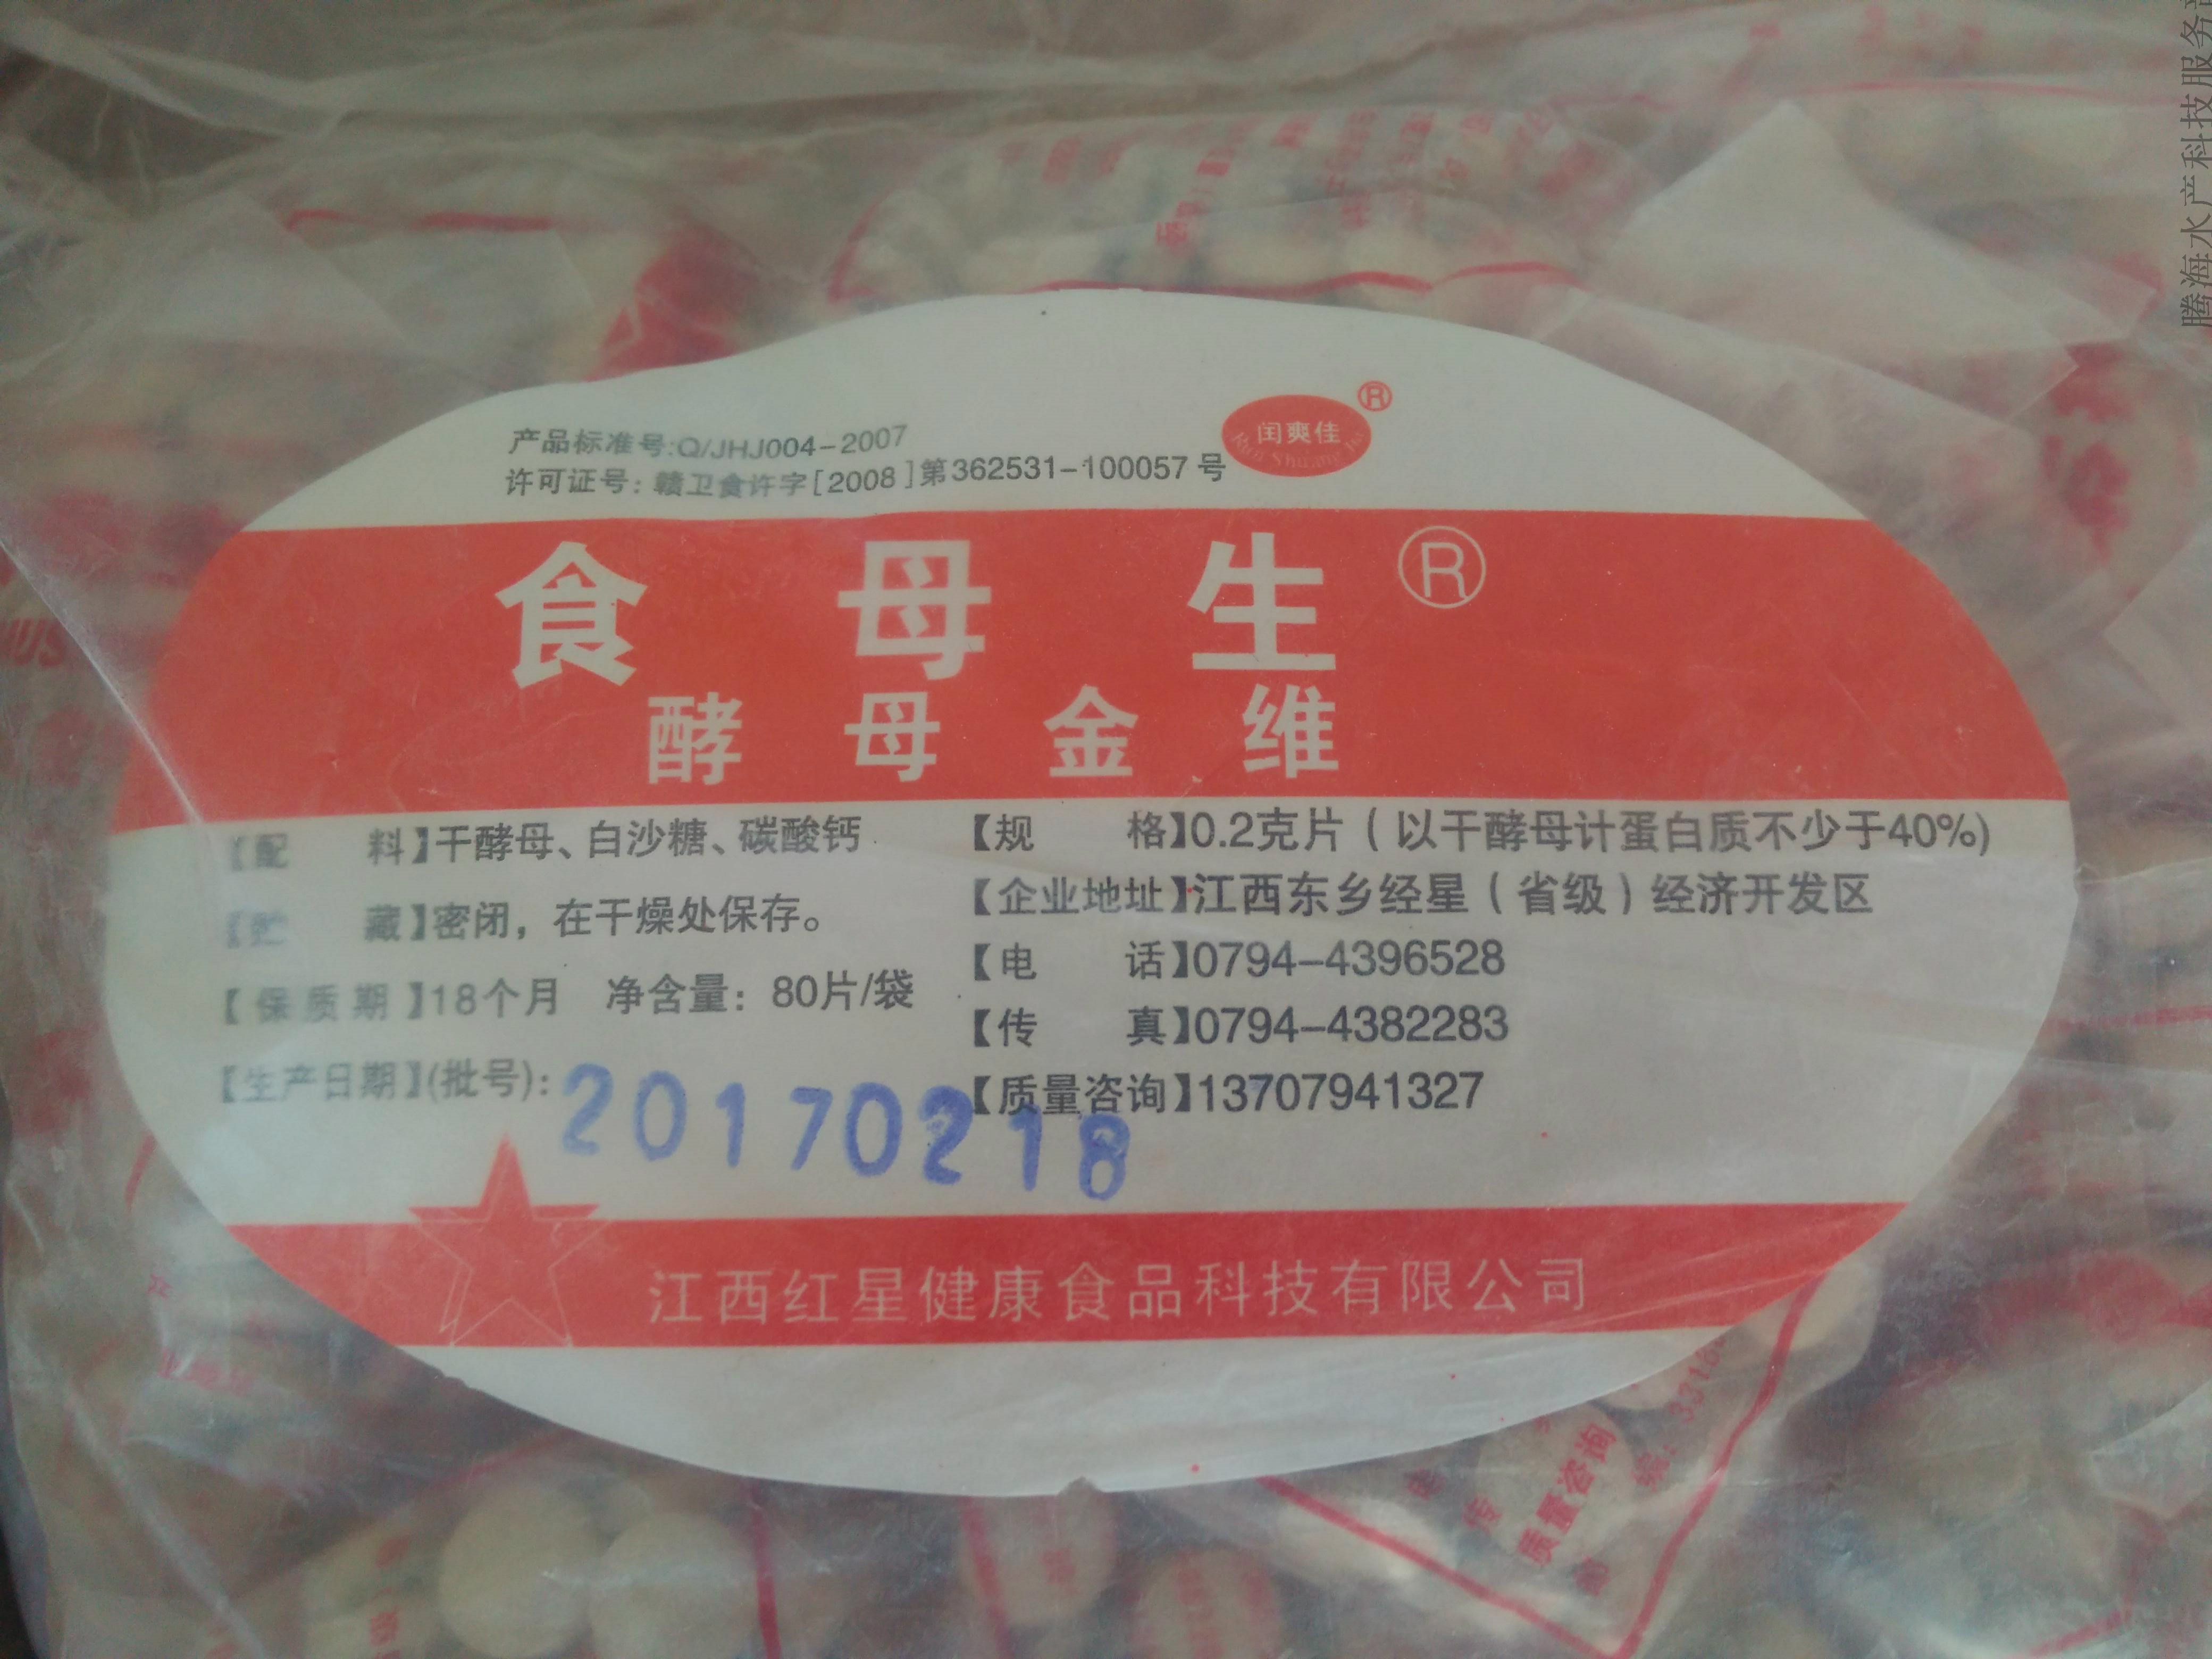 腾海水产科技服务部
产品标准号:Q/JHJ004-2007
许可证号：赣卫食许字[2008]第362531-100057号
闰爽佳 ®
食母生®
酵母金维
【配料】干酵母、白沙糖、碳酸钙
【贮藏】密闭，在干燥处保存。
【保质期】18个月 净含量：80片/袋
【生产日期】(批号)：20170218
【规格】0.2克片（以干酵母计蛋白质不少于40%)
【企业地址】江西东乡经星（省级）经济开发区
【电话】0794-4396528
【传真】0794-4382283
【质量咨询】13707941327
江西红星健康食品科技有限公司
质量咨询